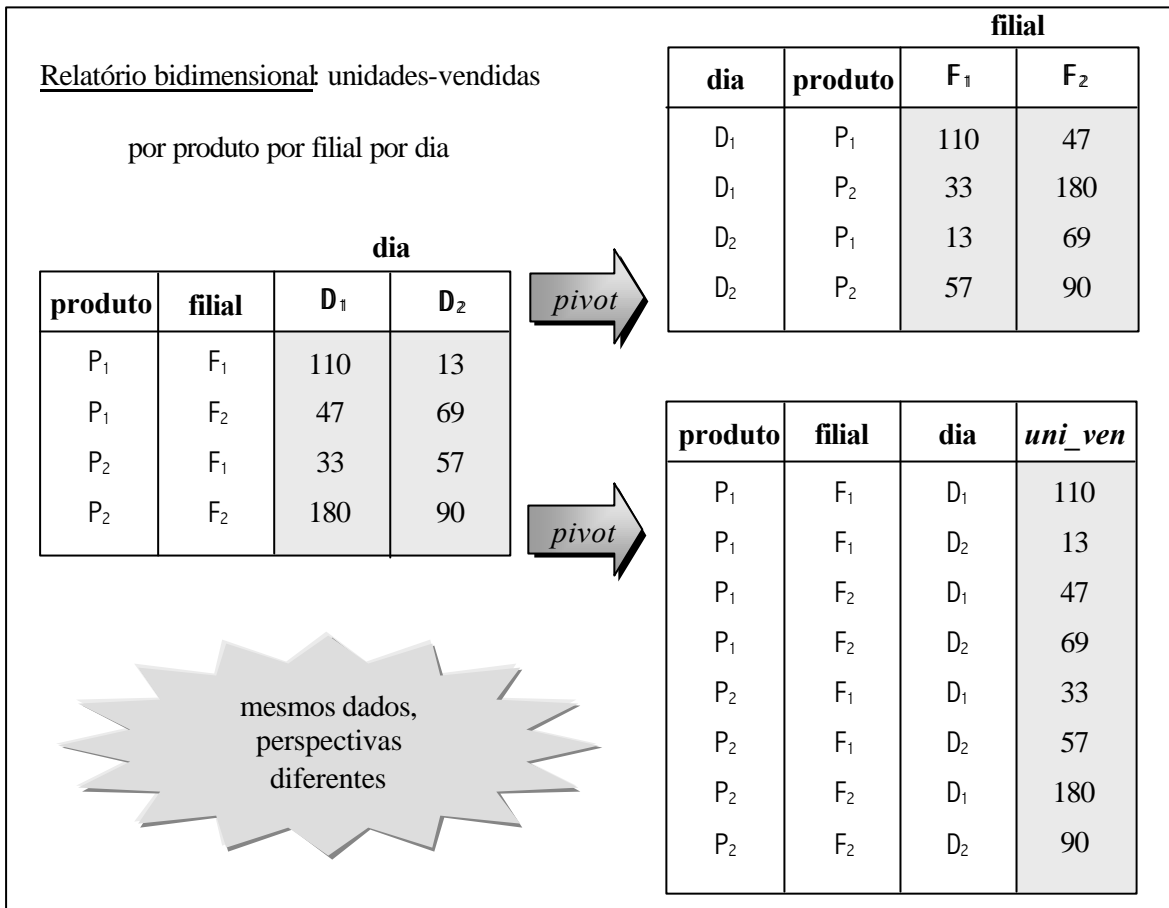 Relatório bidimensional: unidades-vendidas
por produto por filial por dia
dia
produto filial D₁ D₂
P₁ F₁ 110 13
P₁ F₂ 47 69
P₂ F₁ 33 57
P₂ F₂ 180 90
pivot
filial
dia produto F₁ F₂
D₁ P₁ 110 47
D₁ P₂ 33 180
D₂ P₁ 13 69
D₂ P₂ 57 90
pivot
produto filial dia uni_ven
P₁ F₁ D₁ 110
P₁ F₁ D₂ 13
P₁ F₂ D₁ 47
P₁ F₂ D₂ 69
P₂ F₁ D₁ 33
P₂ F₁ D₂ 57
P₂ F₂ D₁ 180
P₂ F₂ D₂ 90
mesmos dados,
perspectivas
diferentes